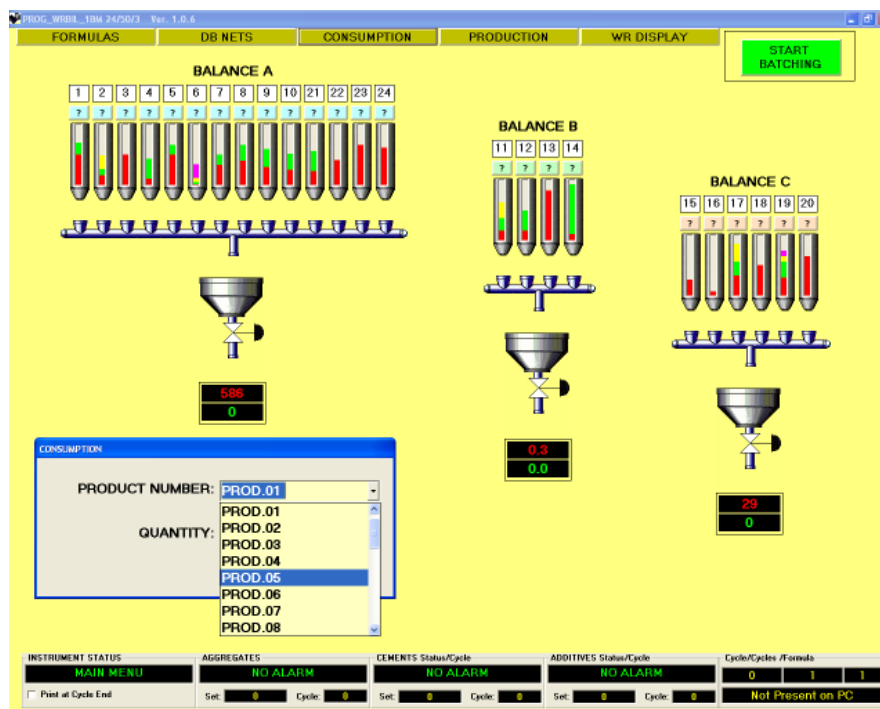 PROG_WRBIL_1BM 24/50/3 Ver. 1.0.6
FORMULAS DB NETS CONSUMPTION PRODUCTION WR DISPLAY
START
BATCHING
BALANCE A
1 2 3 4 5 6 7 8 9 10 21 22 23 24
? ? ? ? ? ? ? ? ? ? ? ? ? ?
BALANCE B
11 12 13 14
? ? ? ?
BALANCE C
15 16 17 18 19 20
? ? ? ? ? ?
586
0
0.3
0.0
29
0
CONSUMPTION
PRODUCT NUMBER: PROD.01
QUANTITY:
PROD.01
PROD.02
PROD.03
PROD.04
PROD.05
PROD.06
PROD.07
PROD.08
INSTRUMENT STATUS AGGREGATES CEMENTS Status/Cycle ADDITIVES Status/Cycle Cycle/Cycles /Formula
MAIN MENU NO ALARM NO ALARM NO ALARM 0 1 1
Print at Cycle End Set: 0 Cycle: 0 Set: 0 Cycle: 0 Set: 0 Cycle: 0 Not Present on PC